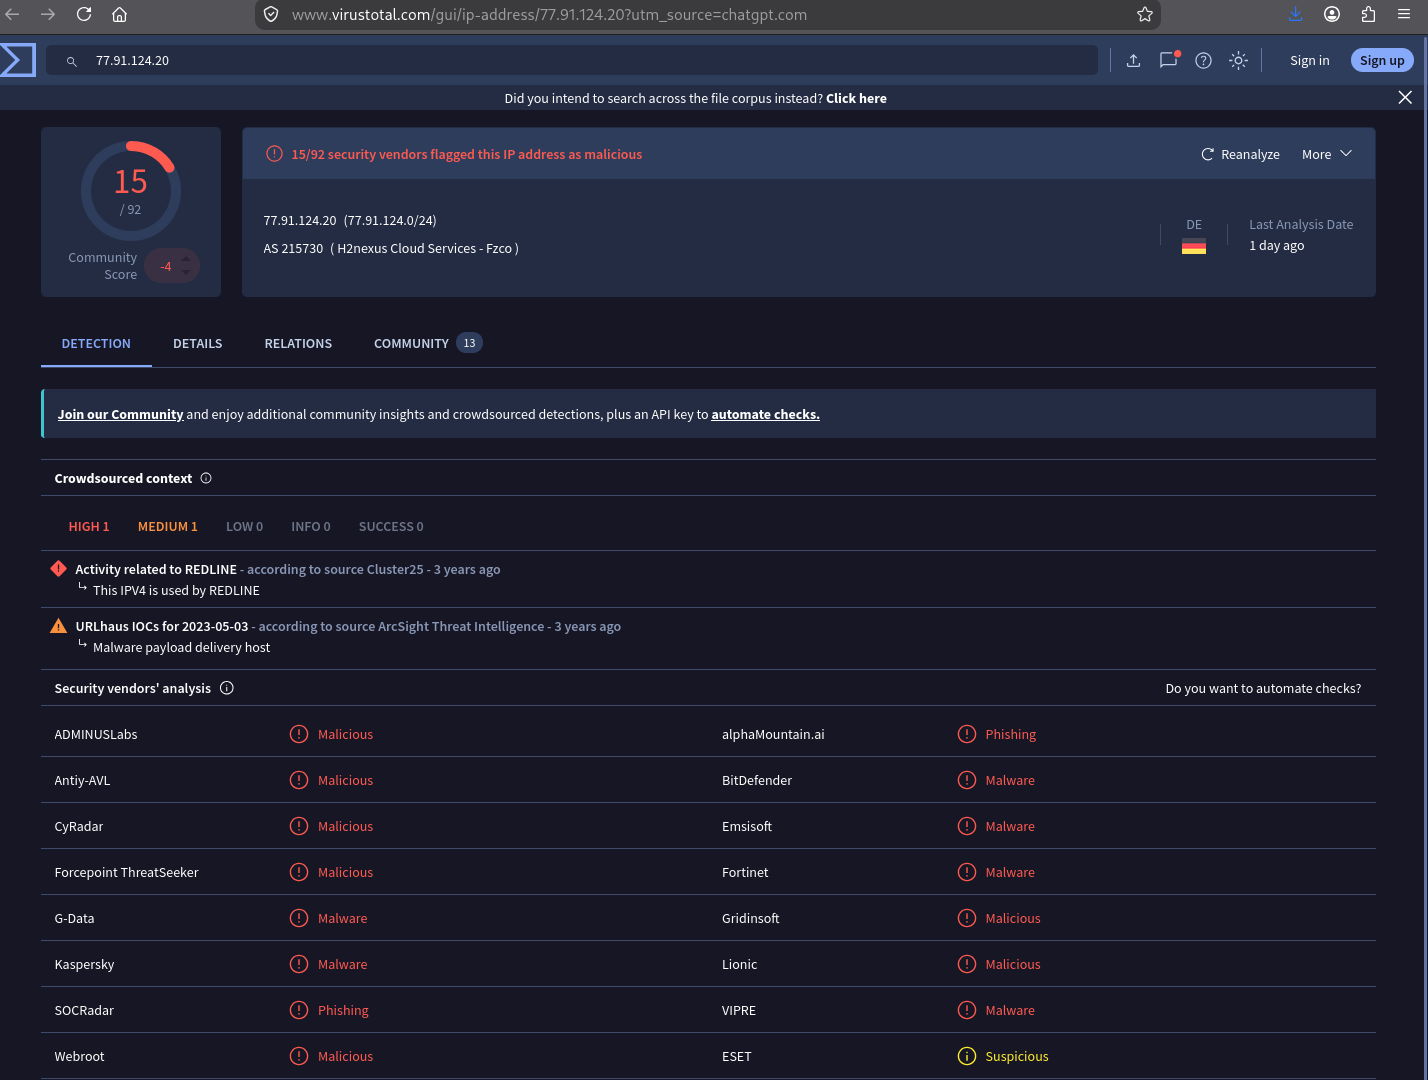 www.virustotal.com/gui/ip-address/77.91.124.20?utm_source=chatgpt.com
77.91.124.20
Sign in
Sign up
Did you intend to search across the file corpus instead? Click here
15
/ 92
Community
Score
-4
15/92 security vendors flagged this IP address as malicious
Reanalyze
More
77.91.124.20 (77.91.124.0/24)
AS 215730 ( H2nexus Cloud Services - Fzco )
DE
Last Analysis Date
1 day ago
DETECTION
DETAILS
RELATIONS
COMMUNITY 13
Join our Community and enjoy additional community insights and crowdsourced detections, plus an API key to automate checks.
Crowdsourced context
HIGH 1
MEDIUM 1
LOW 0
INFO 0
SUCCESS 0
Activity related to REDLINE - according to source Cluster25 - 3 years ago
This IPV4 is used by REDLINE
URLhaus IOCs for 2023-05-03 - according to source ArcSight Threat Intelligence - 3 years ago
Malware payload delivery host
Security vendors' analysis
Do you want to automate checks?
ADMINUSLabs
Malicious
alphaMountain.ai
Phishing
Antiy-AVL
Malicious
BitDefender
Malware
CyRadar
Malicious
Emsisoft
Malware
Forcepoint ThreatSeeker
Malicious
Fortinet
Malware
G-Data
Malware
Gridinsoft
Malicious
Kaspersky
Malware
Lionic
Malicious
SOCRadar
Phishing
VIPRE
Malware
Webroot
Malicious
ESET
Suspicious